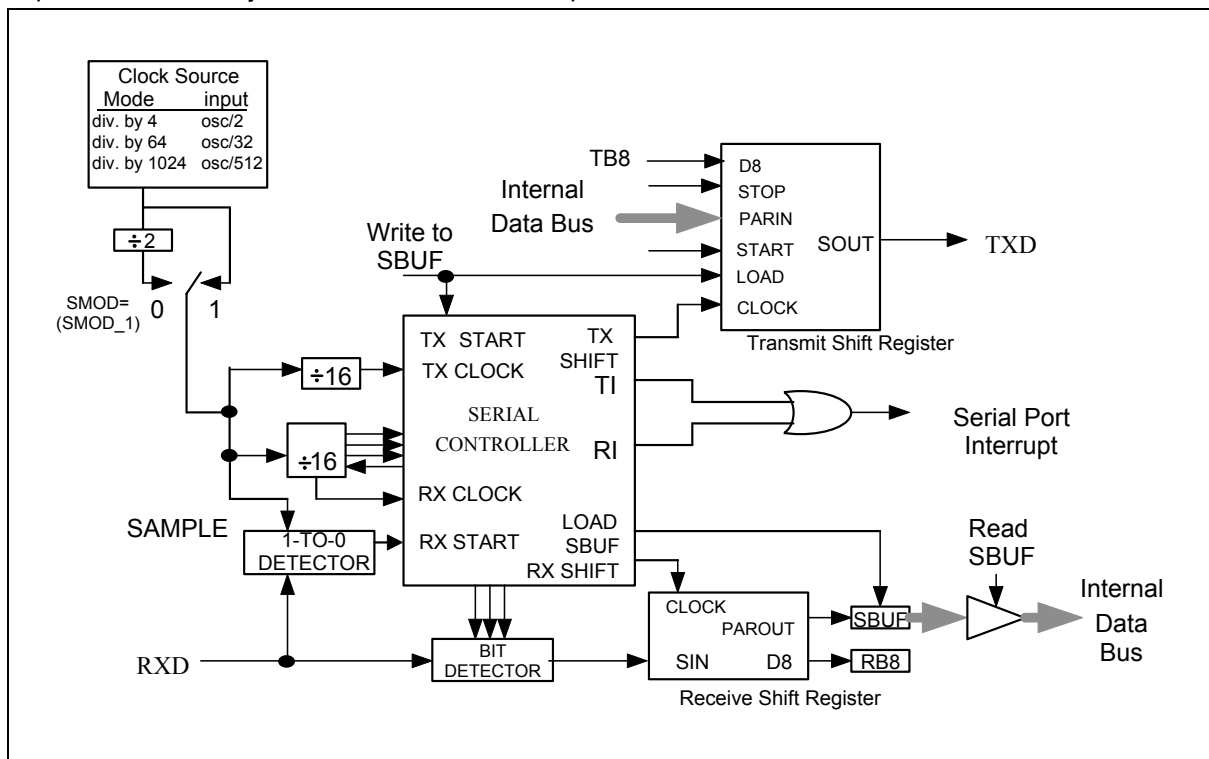 Clock Source
Mode input
div. by 4 osc/2
div. by 64 osc/32
div. by 1024 osc/512
÷2
SMOD=
(SMOD_1)
0 1
Write to
SBUF
TB8
Internal
Data Bus
D8
STOP
PARIN
START
LOAD
CLOCK
SOUT
TXD
Transmit Shift Register
÷16
÷16
TX START
TX CLOCK
SERIAL
CONTROLLER
RX CLOCK
RX START
TX
SHIFT
TI
RI
LOAD
SBUF
RX SHIFT
Serial Port
Interrupt
SAMPLE
1-TO-0
DETECTOR
RXD
BIT
DETECTOR
CLOCK
PAROUT
SIN D8
Receive Shift Register
SBUF
RB8
Read
SBUF
Internal
Data
Bus